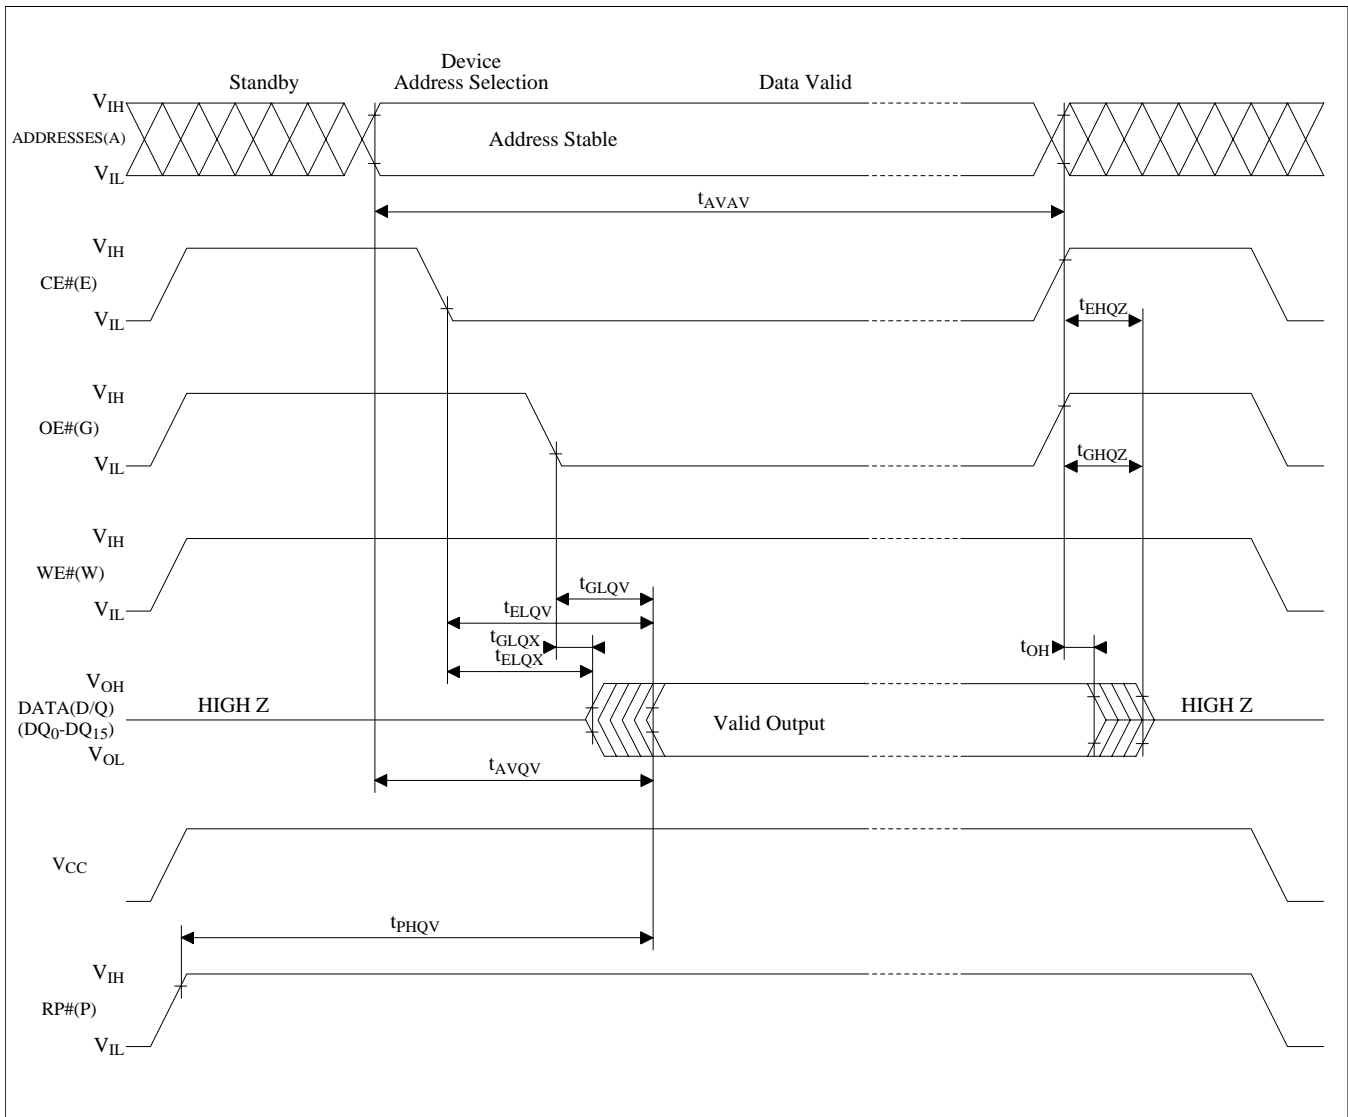 Device
Standby Address Selection Data Valid
VIH
ADDRESSES(A) Address Stable
VIL
tAVAV
VIH
CE#(E)
tEHQZ
VIL
VIH
OE#(G)
tGHQZ
VIL
VIH
WE#(W)
tGLQV
VIL
tELQV
tGLQX
tOH
tELQX
VOH
DATA(D/Q) HIGH Z HIGH Z
(DQ0-DQ15) Valid Output
VOL
tAVQV
VCC
tPHQV
VIH
RP#(P)
VIL